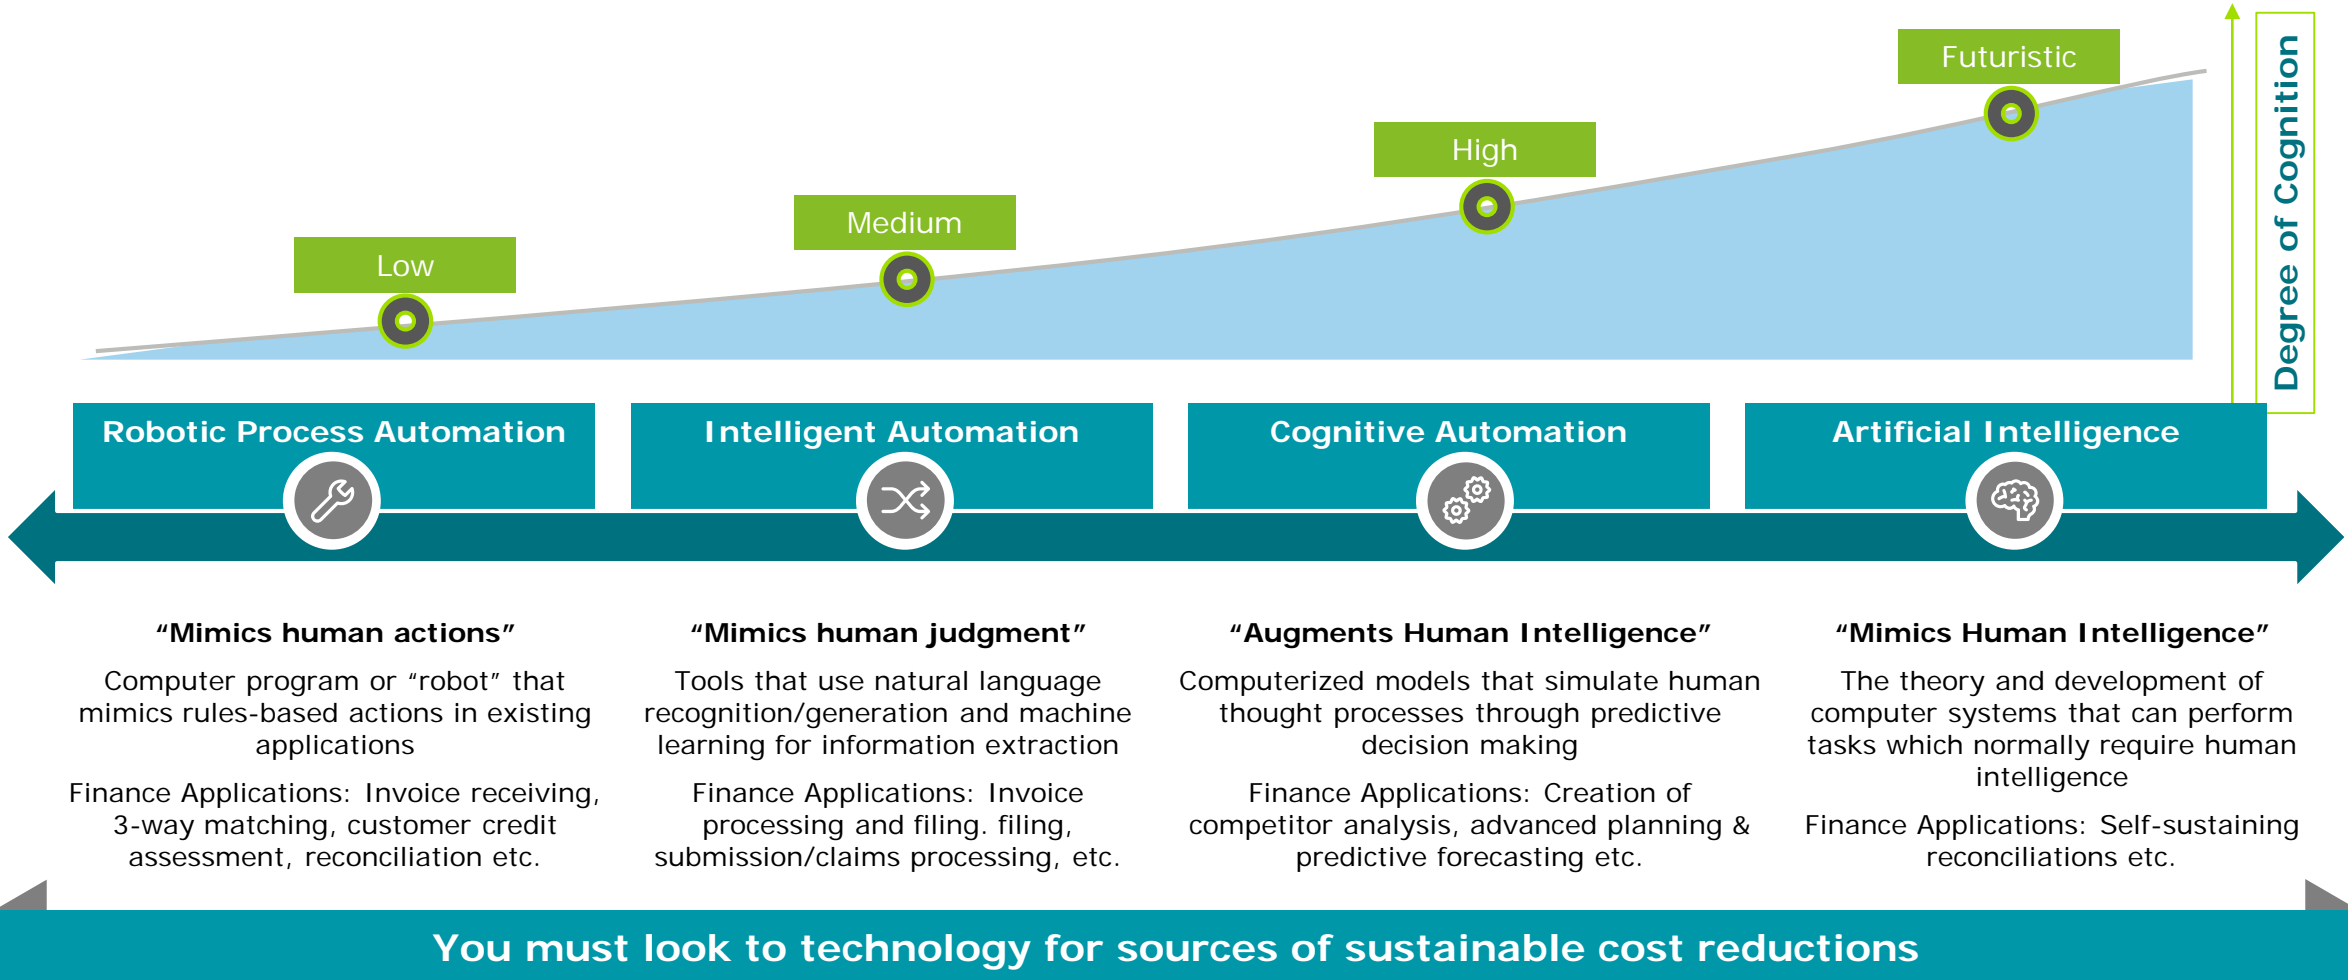 Futuristic
High
Medium
Low
Degree of Cognition
Robotic Process Automation
Intelligent Automation
Cognitive Automation
Artificial Intelligence
“Mimics human actions”
Computer program or “robot” that
mimics rules-based actions in existing
applications
Finance Applications: Invoice receiving,
3-way matching, customer credit
assessment, reconciliation etc.
“Mimics human judgment”
Tools that use natural language
recognition/generation and machine
learning for information extraction
Finance Applications: Invoice
processing and filing. filing,
submission/claims processing, etc.
“Augments Human Intelligence”
Computerized models that simulate human
thought processes through predictive
decision making
Finance Applications: Creation of
competitor analysis, advanced planning &
predictive forecasting etc.
“Mimics Human Intelligence”
The theory and development of
computer systems that can perform
tasks which normally require human
intelligence
Finance Applications: Self-sustaining
reconciliations etc.
You must look to technology for sources of sustainable cost reductions